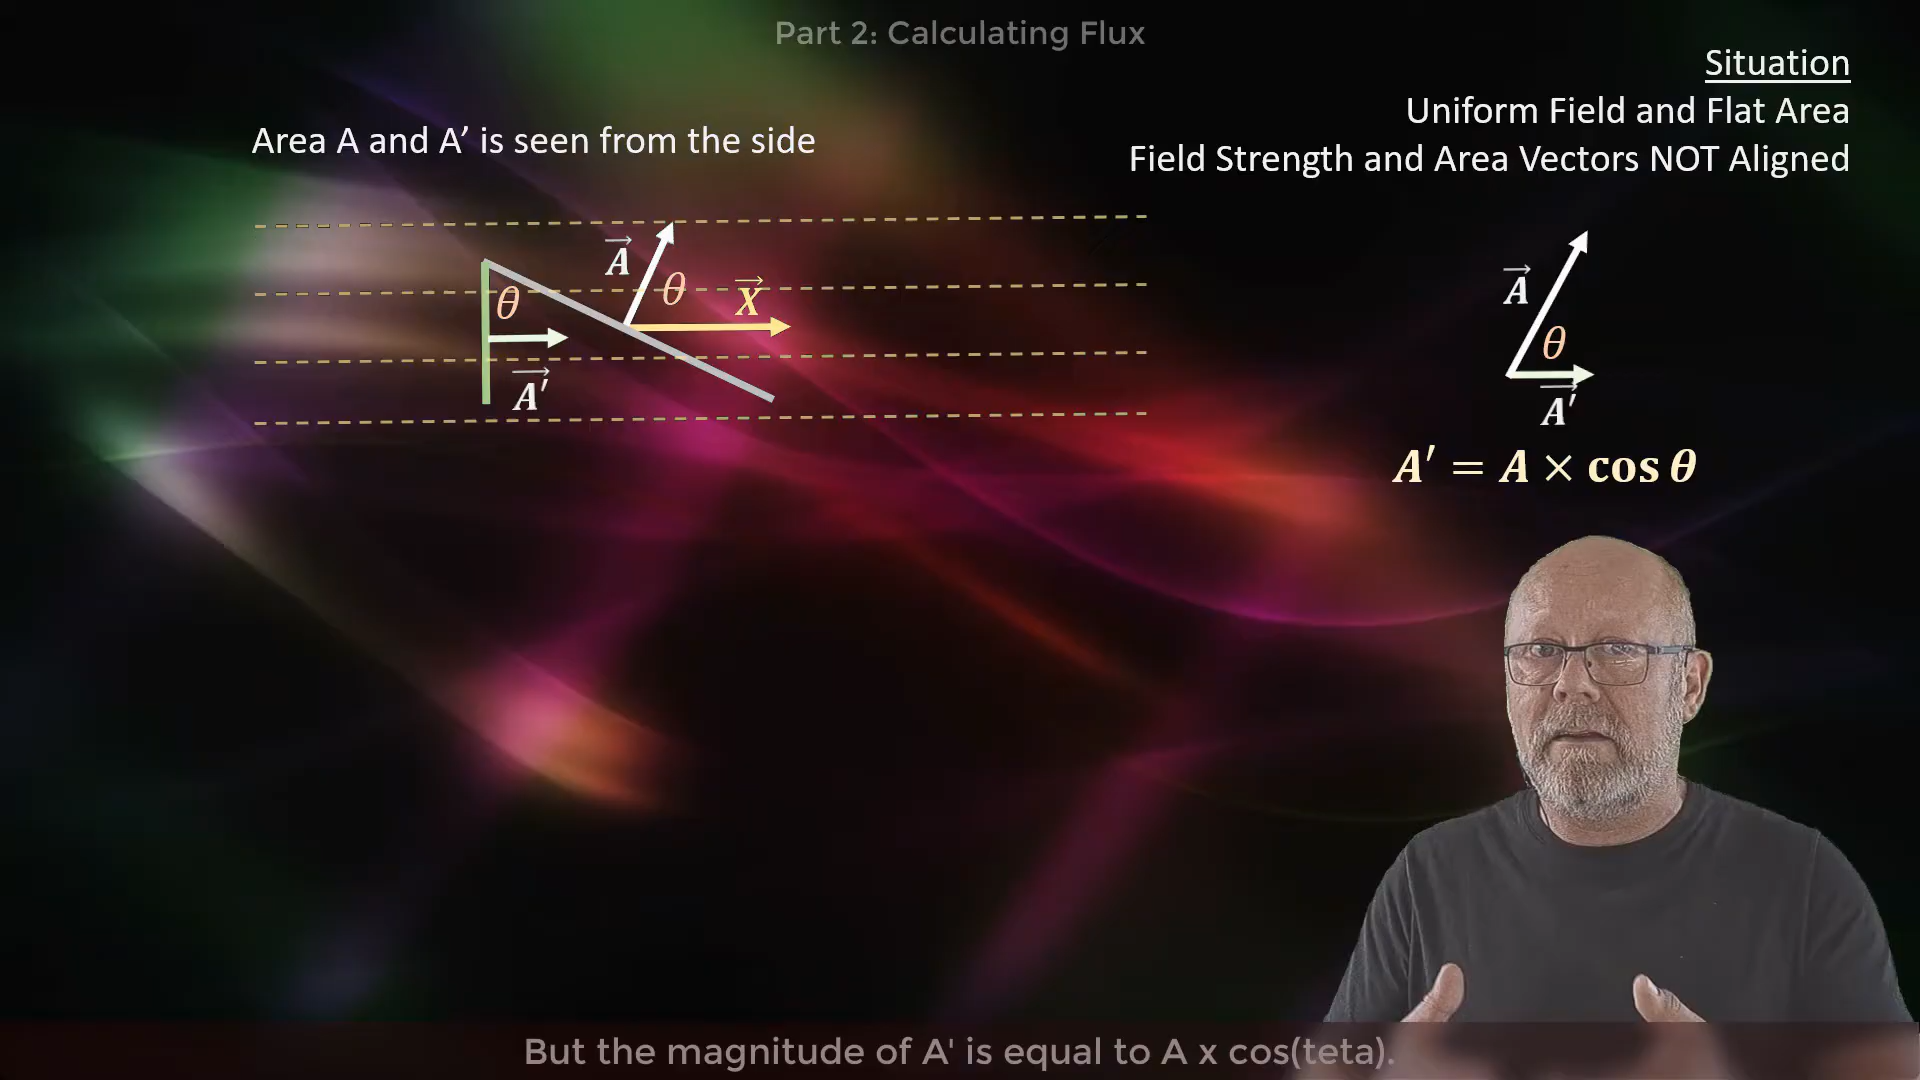 Part 2: Calculating Flux
Situation
Uniform Field and Flat Area
Field Strength and Area Vectors NOT Aligned
Area A and A’ is seen from the side
A⃗
θ
θ
X⃗
A′⃗
A⃗
θ
A′⃗
A′ = A × cos θ
But the magnitude of A' is equal to A x cos(teta).